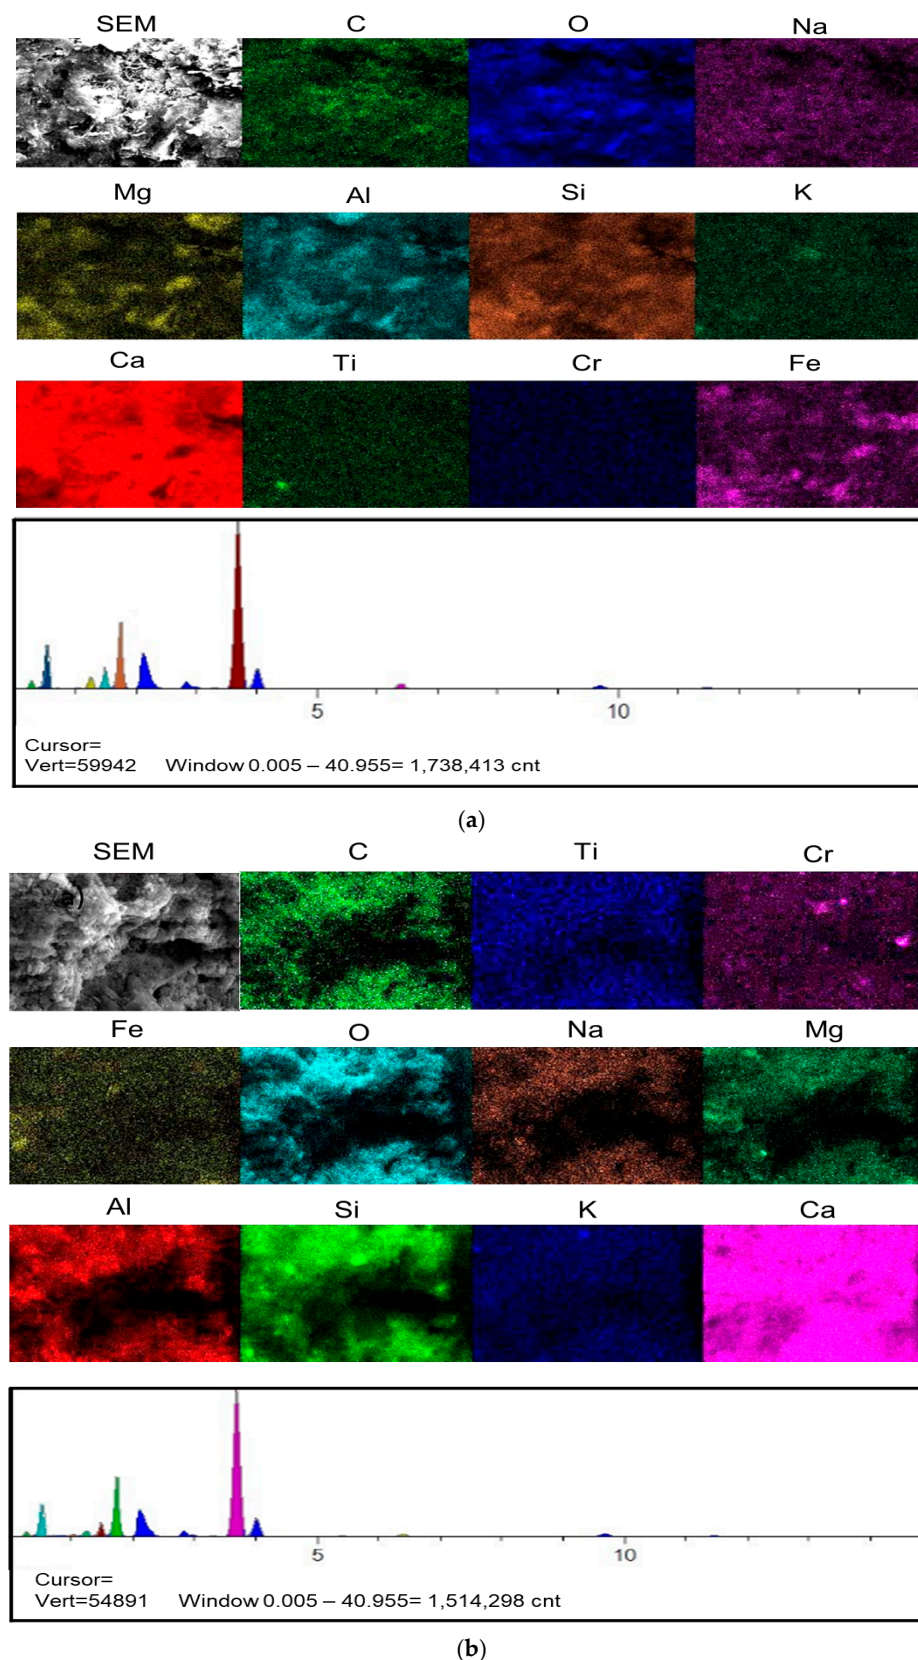 SEM C O Na
Mg Al Si K
Ca Ti Cr Fe
5 10
Cursor=
Vert=59942 Window 0.005 – 40.955= 1,738,413 cnt
(a)
SEM C Ti Cr
a)
Fe O Na Mg
Al Si K Ca
5 10
Cursor=
Vert=54891 Window 0.005 – 40.955= 1,514,298 cnt
(b)